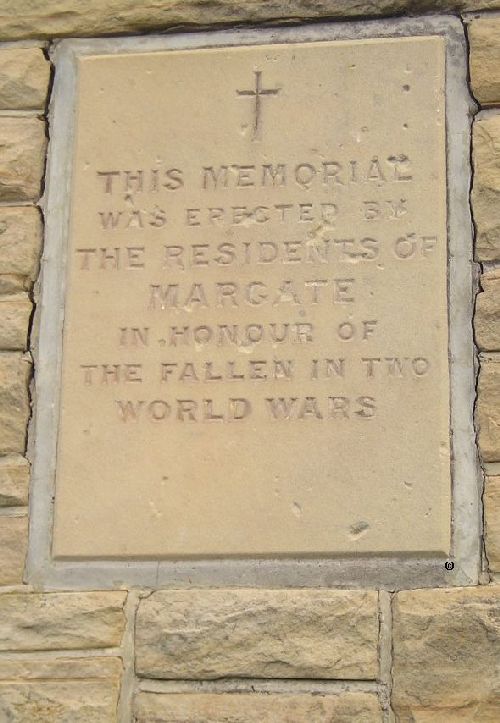 THIS MEMORIAL
WAS ERECTED BY
THE RESIDENTS OF
MARGATE
IN HONOUR OF
THE FALLEN IN TWO
WORLD WARS